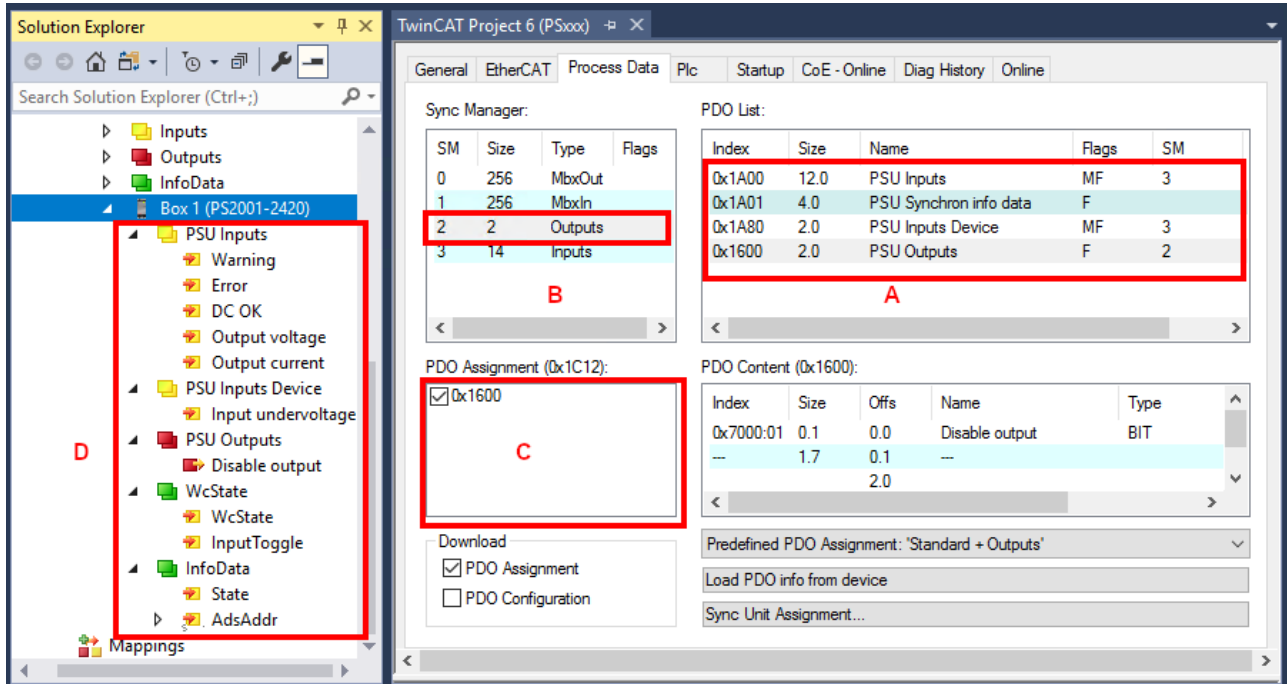 Solution Explorer
Search Solution Explorer (Ctrl+;)
Inputs
Outputs
InfoData
Box 1 (PS2001-2420)
PSU Inputs
Warning
Error
DC OK
Output voltage
Output current
PSU Inputs Device
Input undervoltage
PSU Outputs
Disable output
WcState
WcState
InputToggle
InfoData
State
AdsAddr
Mappings
D
TwinCAT Project 6 (PSxxx)
General EtherCAT Process Data Plc Startup CoE - Online Diag History Online
Sync Manager:
SM Size Type Flags
0 256 MbxOut
1 256 MbxIn
2 2 Outputs
3 14 Inputs
B
PDO List:
Index Size Name Flags SM
0x1A00 12.0 PSU Inputs MF 3
0x1A01 4.0 PSU Synchron info data F
0x1A80 2.0 PSU Inputs Device MF 3
0x1600 2.0 PSU Outputs F 2
A
PDO Assignment (0x1C12):
0x1600
C
PDO Content (0x1600):
Index Size Offs Name Type
0x7000:01 0.1 0.0 Disable output BIT
--- 1.7 0.1 ---
2.0
Download
PDO Assignment
PDO Configuration
Predefined PDO Assignment: 'Standard + Outputs'
Load PDO info from device
Sync Unit Assignment...